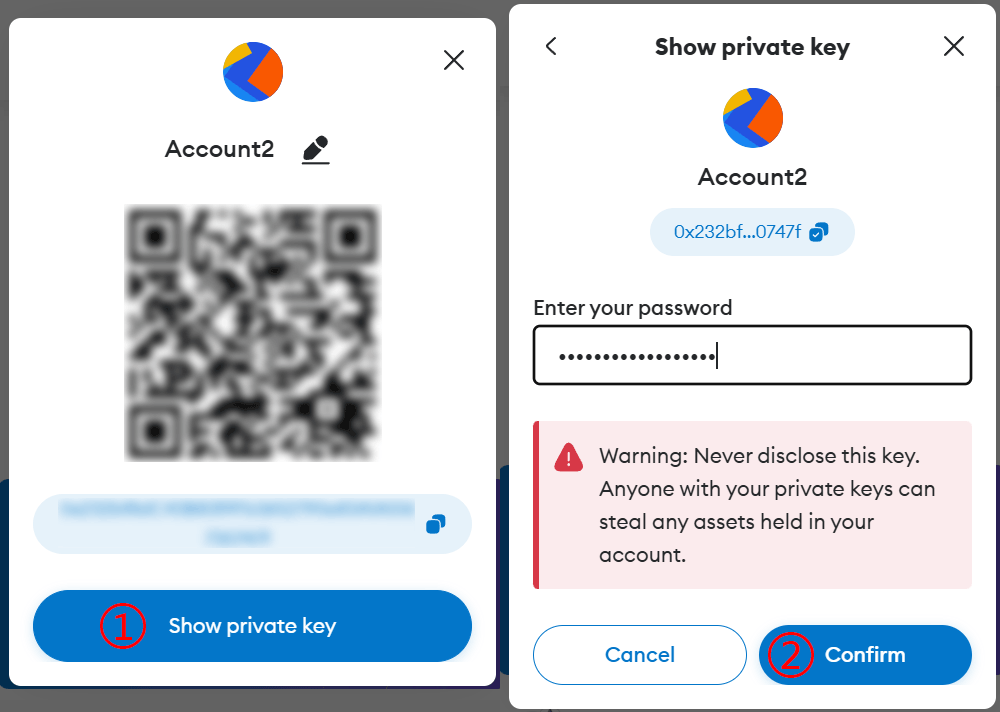 Account2
① Show private key
Show private key
Account2
0x232bf...0747f
Enter your password
••••••••••••••••••
Warning: Never disclose this key.
Anyone with your private keys can
steal any assets held in your
account.
Cancel
② Confirm